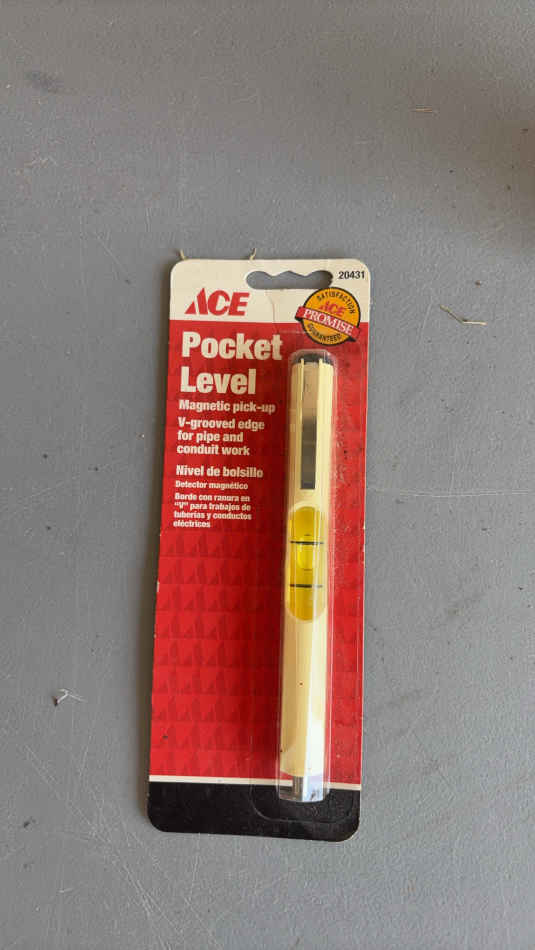 20431
ACE
SATISFACTION
ACE
PROMISE
GUARANTEED
Pocket
Level
Magnetic pick-up
V-grooved edge
for pipe and
conduit work
Nivel de bolsillo
Detector magnético
Borde con ranura en
"V" para trabajos de
tuberías y conductos
eléctricos